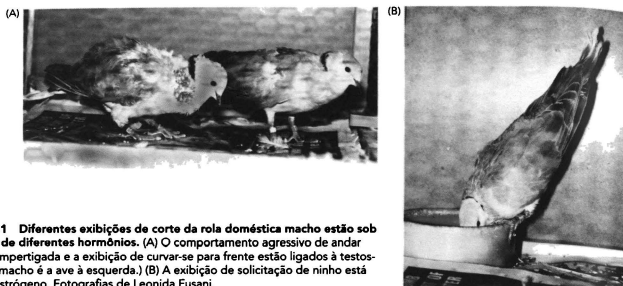 (A)
(B)
1 Diferentes exibições de corte da rola doméstica macho estão sob
de diferentes hormônios. (A) O comportamento agressivo de andar
mpertigada e a exibição de curvar-se para frente estão ligados à testos-
macho é a ave à esquerda.) (B) A exibição de solicitação de ninho está
strógeno. Fotografias de Leonida Fusani.